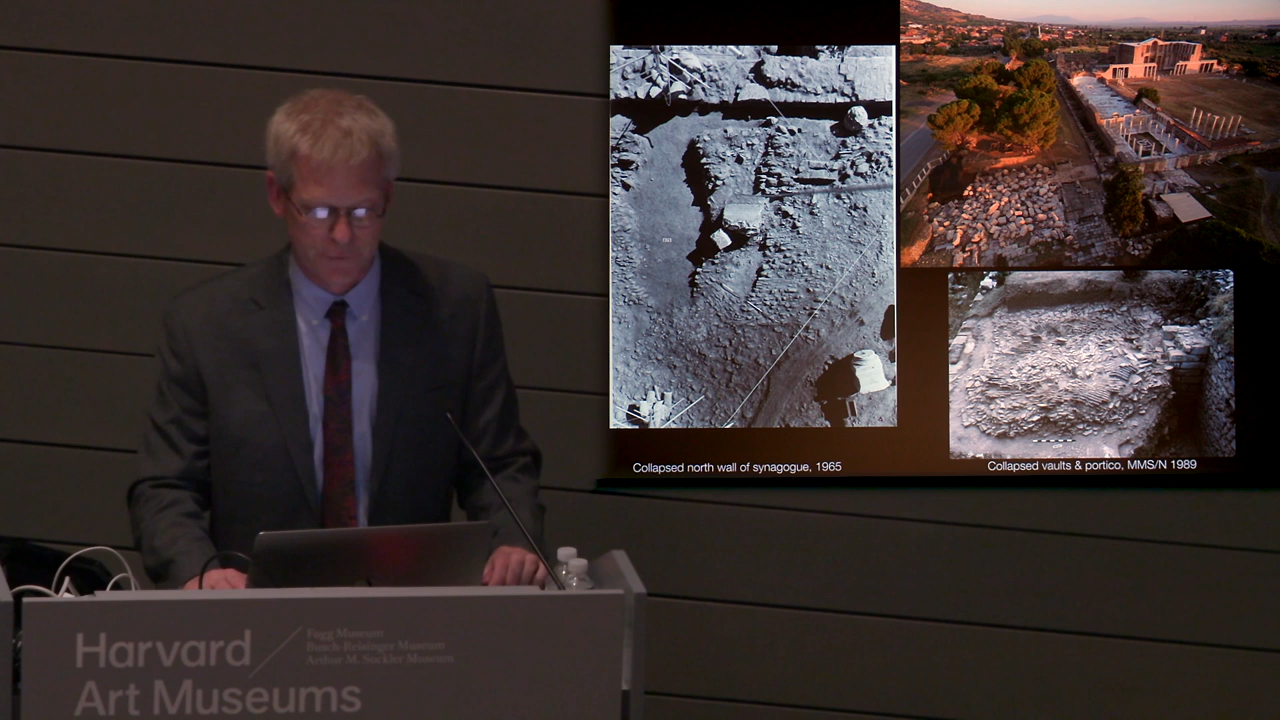 Collapsed north wall of synagogue, 1965
Collapsed vaults & portico, MMS/N 1989
Harvard
Art Museums
Fogg Museum
Busch-Reisinger Museum
Arthur M. Sackler Museum